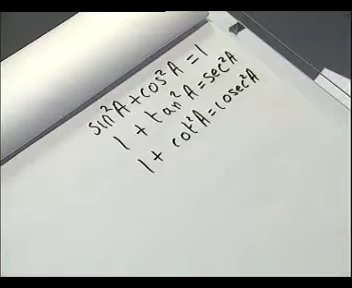 sin²A + cos²A = 1
1 + tan²A = sec²A
1 + cot²A = cosec²A